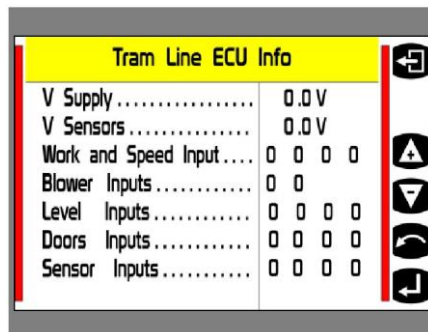 Tram Line ECU Info
V Supply................. 0.0 V
V Sensors............... 0.0 V
Work and Speed Input.... 0 0 0 0
Blower Inputs............ 0 0
Level Inputs............ 0 0 0 0
Doors Inputs........... 0 0 0 0
Sensor Inputs........... 0 0 0 0
+
-